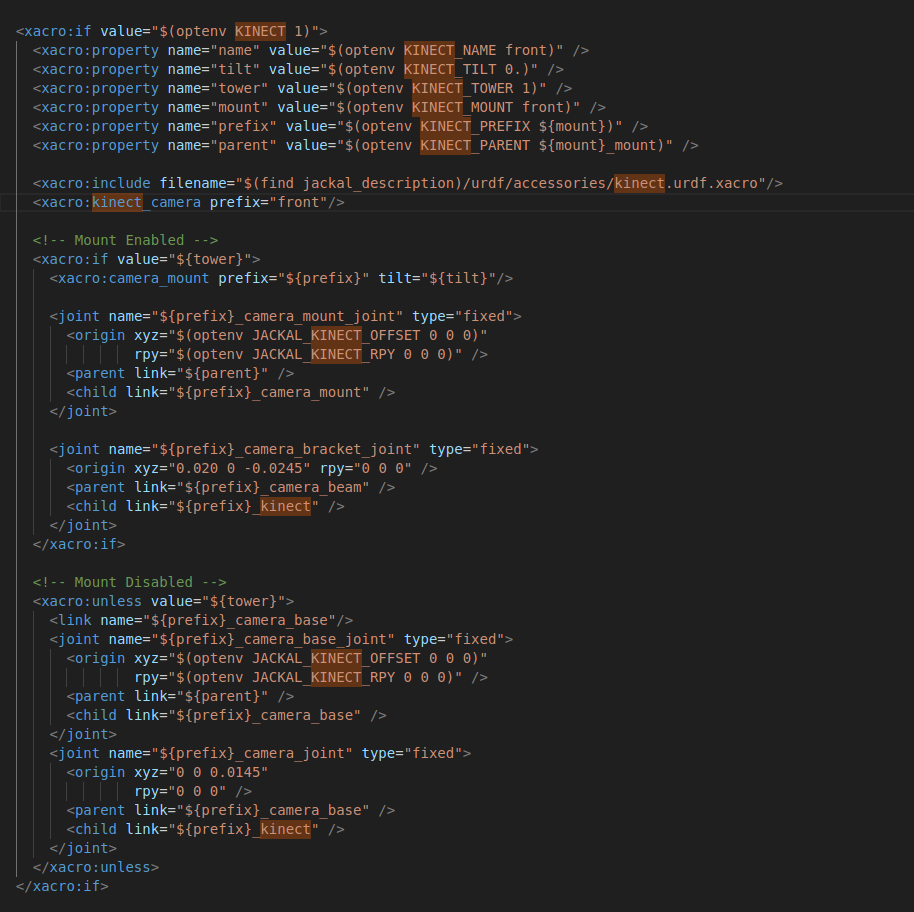 <xacro:if value="$(optenv KINECT 1)">
  <xacro:property name="name" value="$(optenv KINECT_NAME front)" />
  <xacro:property name="tilt" value="$(optenv KINECT_TILT 0.)" />
  <xacro:property name="tower" value="$(optenv KINECT_TOWER 1)" />
  <xacro:property name="mount" value="$(optenv KINECT_MOUNT front)" />
  <xacro:property name="prefix" value="$(optenv KINECT_PREFIX ${mount})" />
  <xacro:property name="parent" value="$(optenv KINECT_PARENT ${mount}_mount)" />

  <xacro:include filename="$(find jackal_description)/urdf/accessories/kinect.urdf.xacro"/>
  <xacro:kinect_camera prefix="front"/>

  <!-- Mount Enabled -->
  <xacro:if value="${tower}">
    <xacro:camera_mount prefix="${prefix}" tilt="${tilt}"/>

    <joint name="${prefix}_camera_mount_joint" type="fixed">
      <origin xyz="$(optenv JACKAL_KINECT_OFFSET 0 0 0)"
              rpy="$(optenv JACKAL_KINECT_RPY 0 0 0)" />
      <parent link="${parent}" />
      <child link="${prefix}_camera_mount" />
    </joint>

    <joint name="${prefix}_camera_bracket_joint" type="fixed">
      <origin xyz="0.020 0 -0.0245" rpy="0 0 0" />
      <parent link="${prefix}_camera_beam" />
      <child link="${prefix}_kinect" />
    </joint>
  </xacro:if>

  <!-- Mount Disabled -->
  <xacro:unless value="${tower}">
    <link name="${prefix}_camera_base"/>
    <joint name="${prefix}_camera_base_joint" type="fixed">
      <origin xyz="$(optenv JACKAL_KINECT_OFFSET 0 0 0)"
              rpy="$(optenv JACKAL_KINECT_RPY 0 0 0)" />
      <parent link="${parent}" />
      <child link="${prefix}_camera_base" />
    </joint>
    <joint name="${prefix}_camera_joint" type="fixed">
      <origin xyz="0 0 0.0145"
              rpy="0 0 0" />
      <parent link="${prefix}_camera_base" />
      <child link="${prefix}_kinect" />
    </joint>
  </xacro:unless>
</xacro:if>